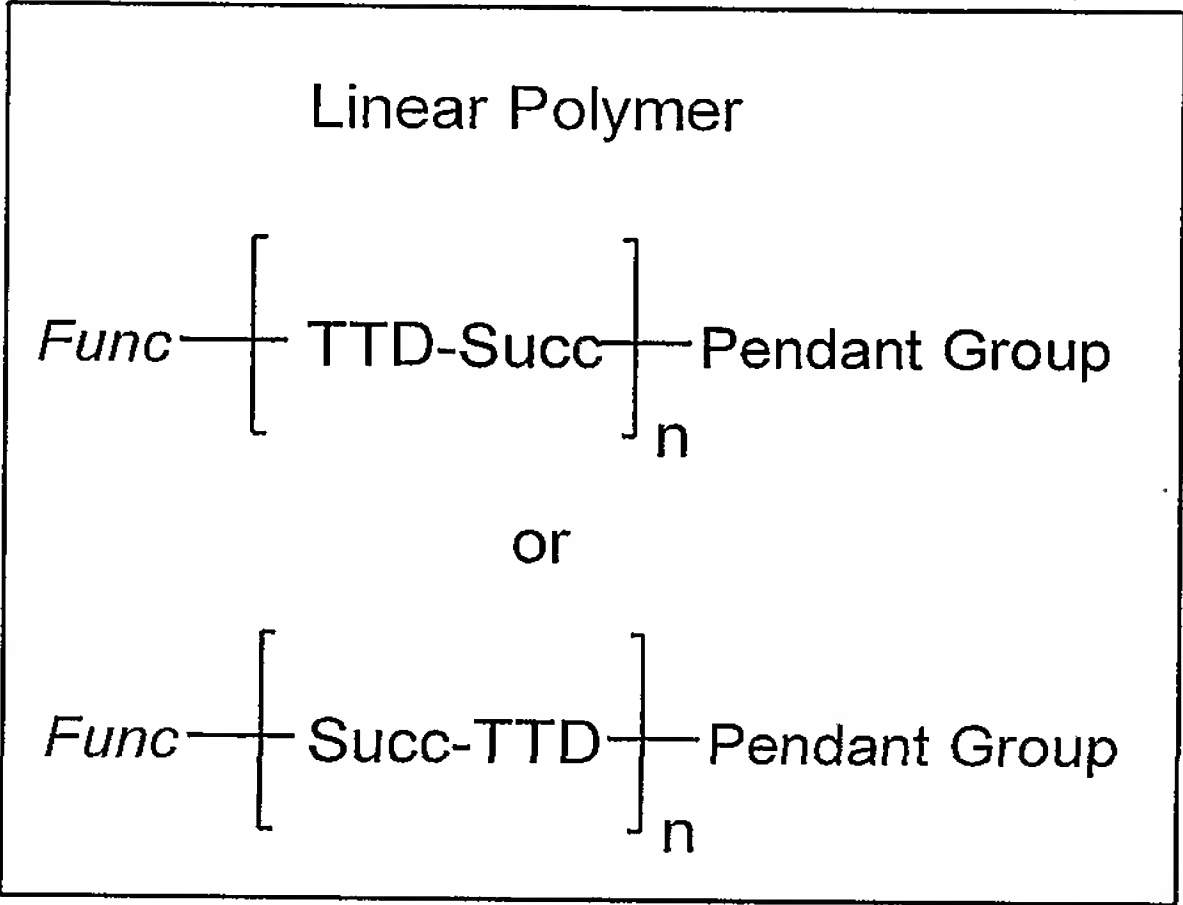 Linear Polymer
Func TTD-Succ Pendant Group
n
or
Func Succ-TTD Pendant Group
n